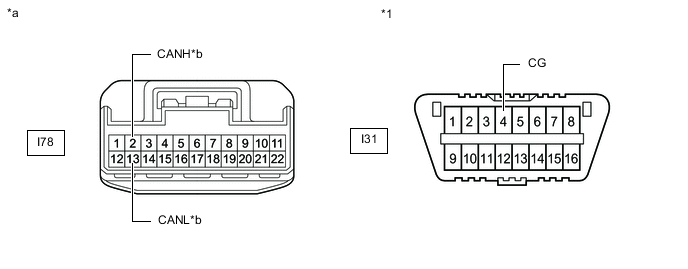 *a
*1
CANH*b
CG
I78
1 2 3 4 5 6 7 8 9 10 11
12 13 14 15 16 17 18 19 20 21 22
I31
1 2 3 4 5 6 7 8
9 10 11 12 13 14 15 16
CANL*b